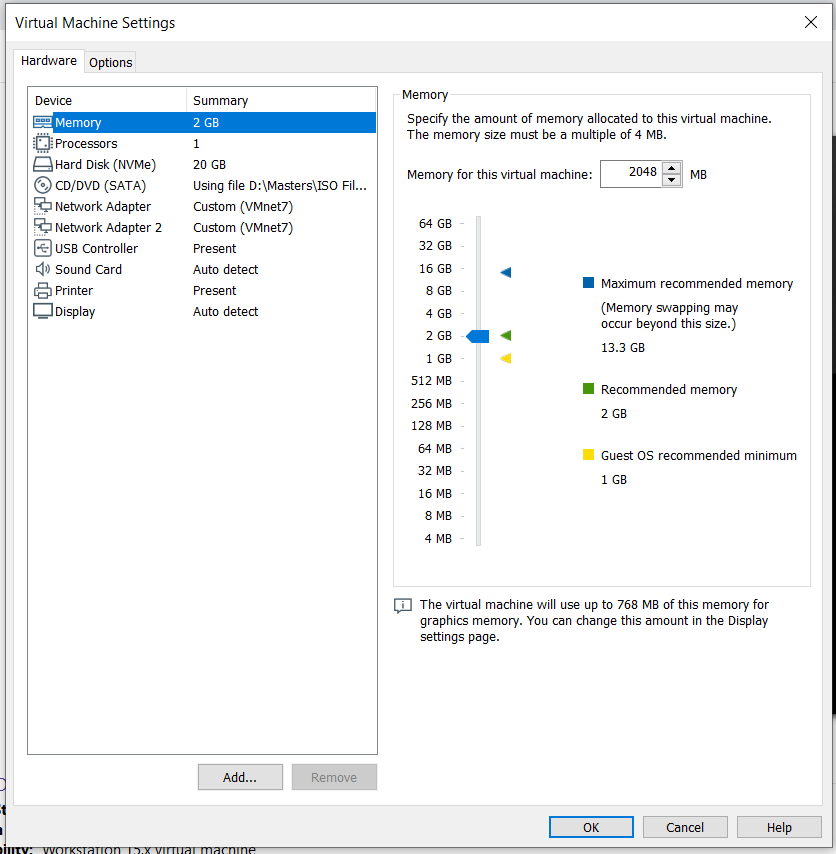 Virtual Machine Settings
Hardware
Options
Device Summary
Memory 2 GB
Processors 1
Hard Disk (NVMe) 20 GB
CD/DVD (SATA) Using file D:\Masters\ISO Fil...
Network Adapter Custom (VMnet7)
Network Adapter 2 Custom (VMnet7)
USB Controller Present
Sound Card Auto detect
Printer Present
Display Auto detect
Add...
Remove
Memory
Specify the amount of memory allocated to this virtual machine.
The memory size must be a multiple of 4 MB.
Memory for this virtual machine: 2048 MB
64 GB
32 GB
16 GB
8 GB
4 GB
2 GB
1 GB
512 MB
256 MB
128 MB
64 MB
32 MB
16 MB
8 MB
4 MB
Maximum recommended memory
(Memory swapping may
occur beyond this size.)
13.3 GB
Recommended memory
2 GB
Guest OS recommended minimum
1 GB
The virtual machine will use up to 768 MB of this memory for
graphics memory. You can change this amount in the Display
settings page.
OK
Cancel
Help
Workstation 15.x virtual machine